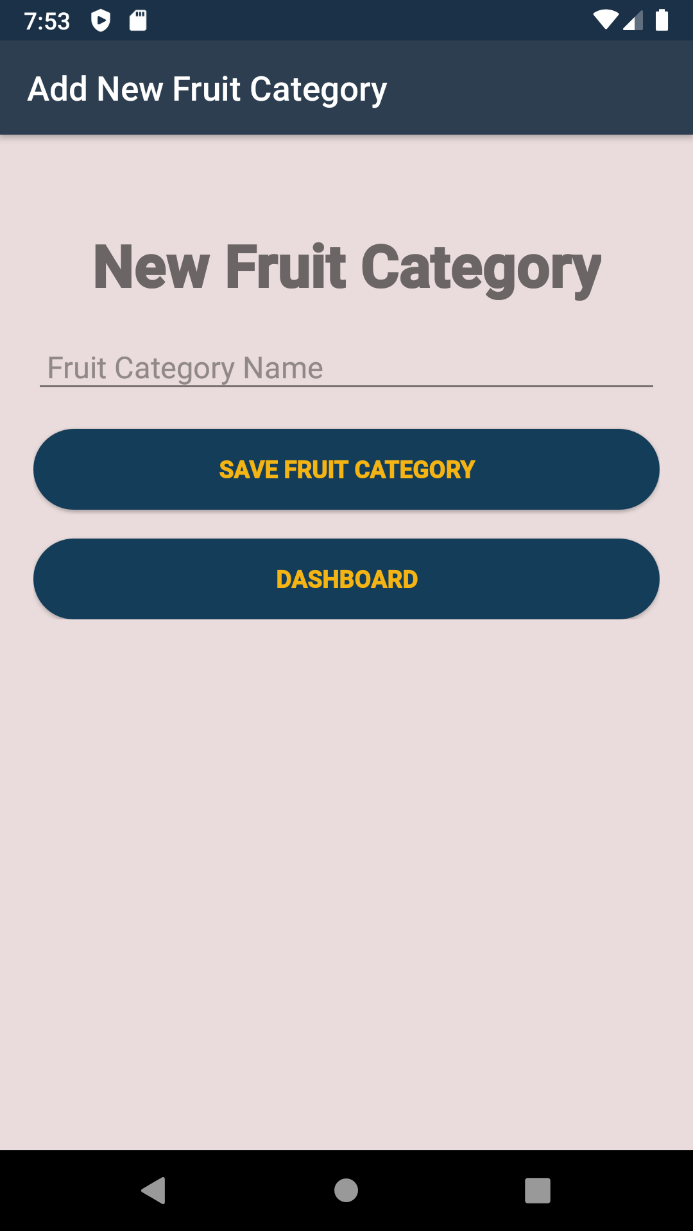 7:53
Add New Fruit Category
New Fruit Category
Fruit Category Name
SAVE FRUIT CATEGORY
DASHBOARD